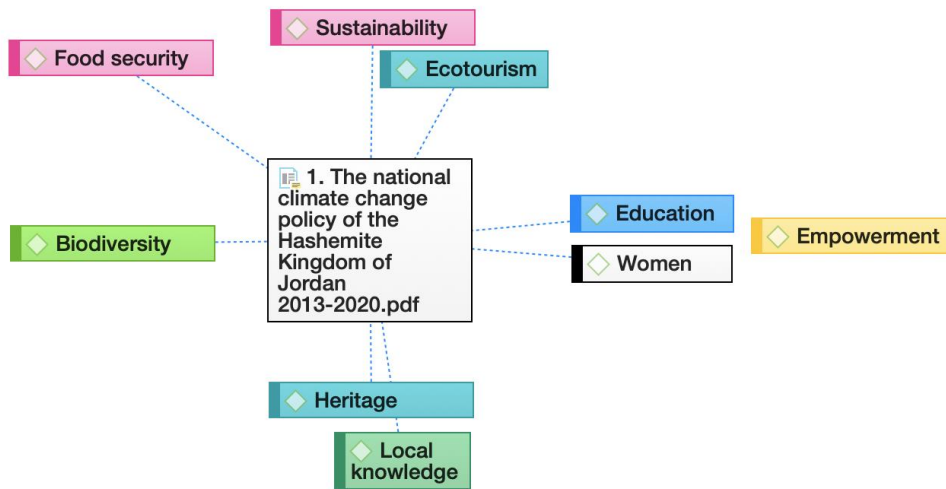 Sustainability
Food security
Ecotourism
1. The national
climate change
policy of the
Hashemite
Kingdom of
Jordan
2013-2020.pdf
Education
Empowerment
Biodiversity
Women
Heritage
Local
knowledge